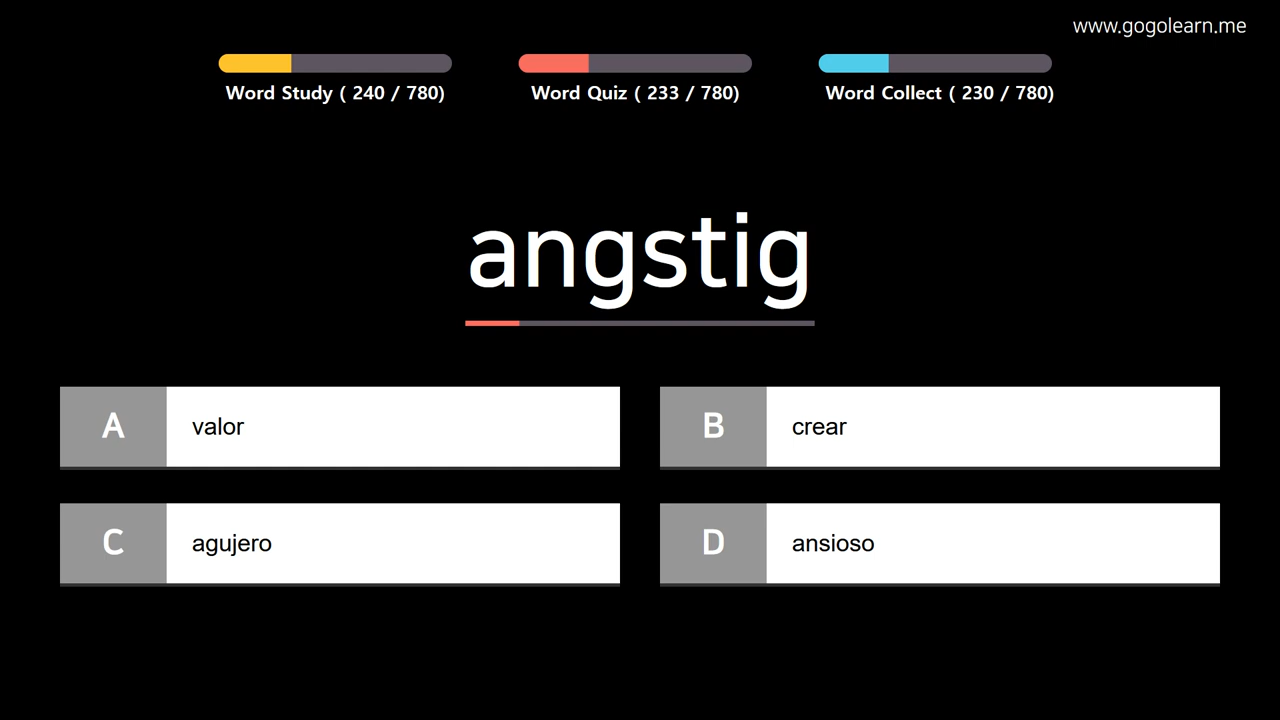 www.gogolearn.me
Word Study ( 240 / 780)
Word Quiz ( 233 / 780)
Word Collect ( 230 / 780)
angstig
A valor
B crear
C agujero
D ansioso